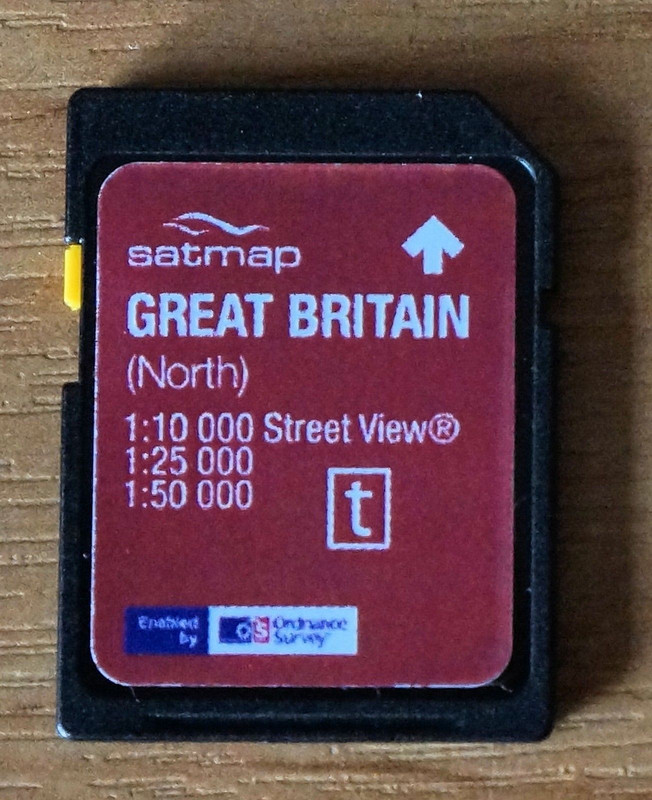 satmap
GREAT BRITAIN
(North)
1:10 000 Street View®
1:25 000
1:50 000
t
Enabled
by
OS
Ordnance
Survey